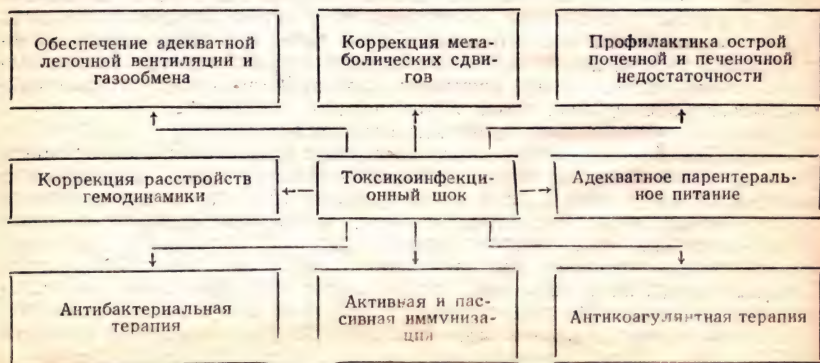 Обеспечение адекватной
легочной вентиляции и
газообмена
Коррекция мета-
болических сдви-
гов
Профилактика острой
почечной и печеночной
недостаточности
Коррекция расстройств
гемодинамики
Токсикоинфекци-
онный шок
Адекватное парентераль-
ное питание
Антибактериальная
терапия
Активная и пас-
сивная иммуниза-
ция
Антикоагулянтная терапия